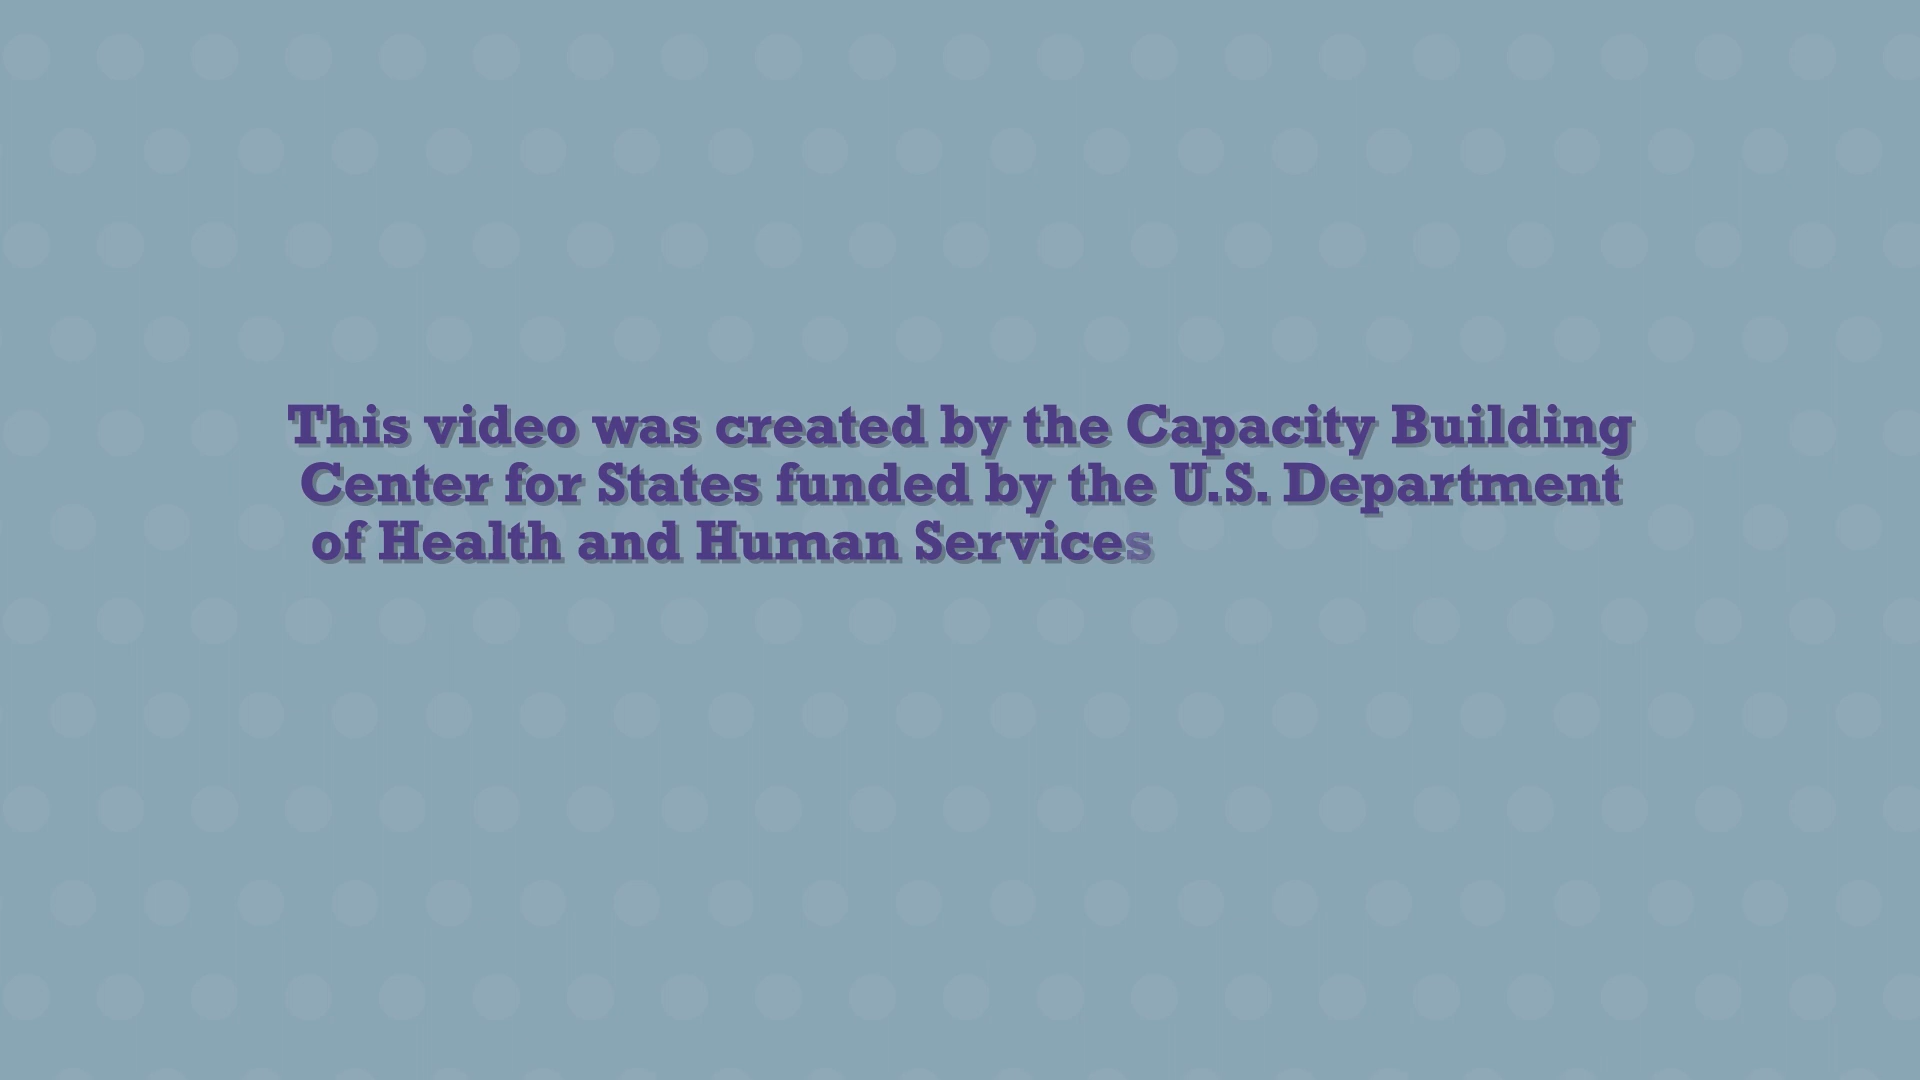 This video was created by the Capacity Building
Center for States funded by the U.S. Department
of Health and Human Services